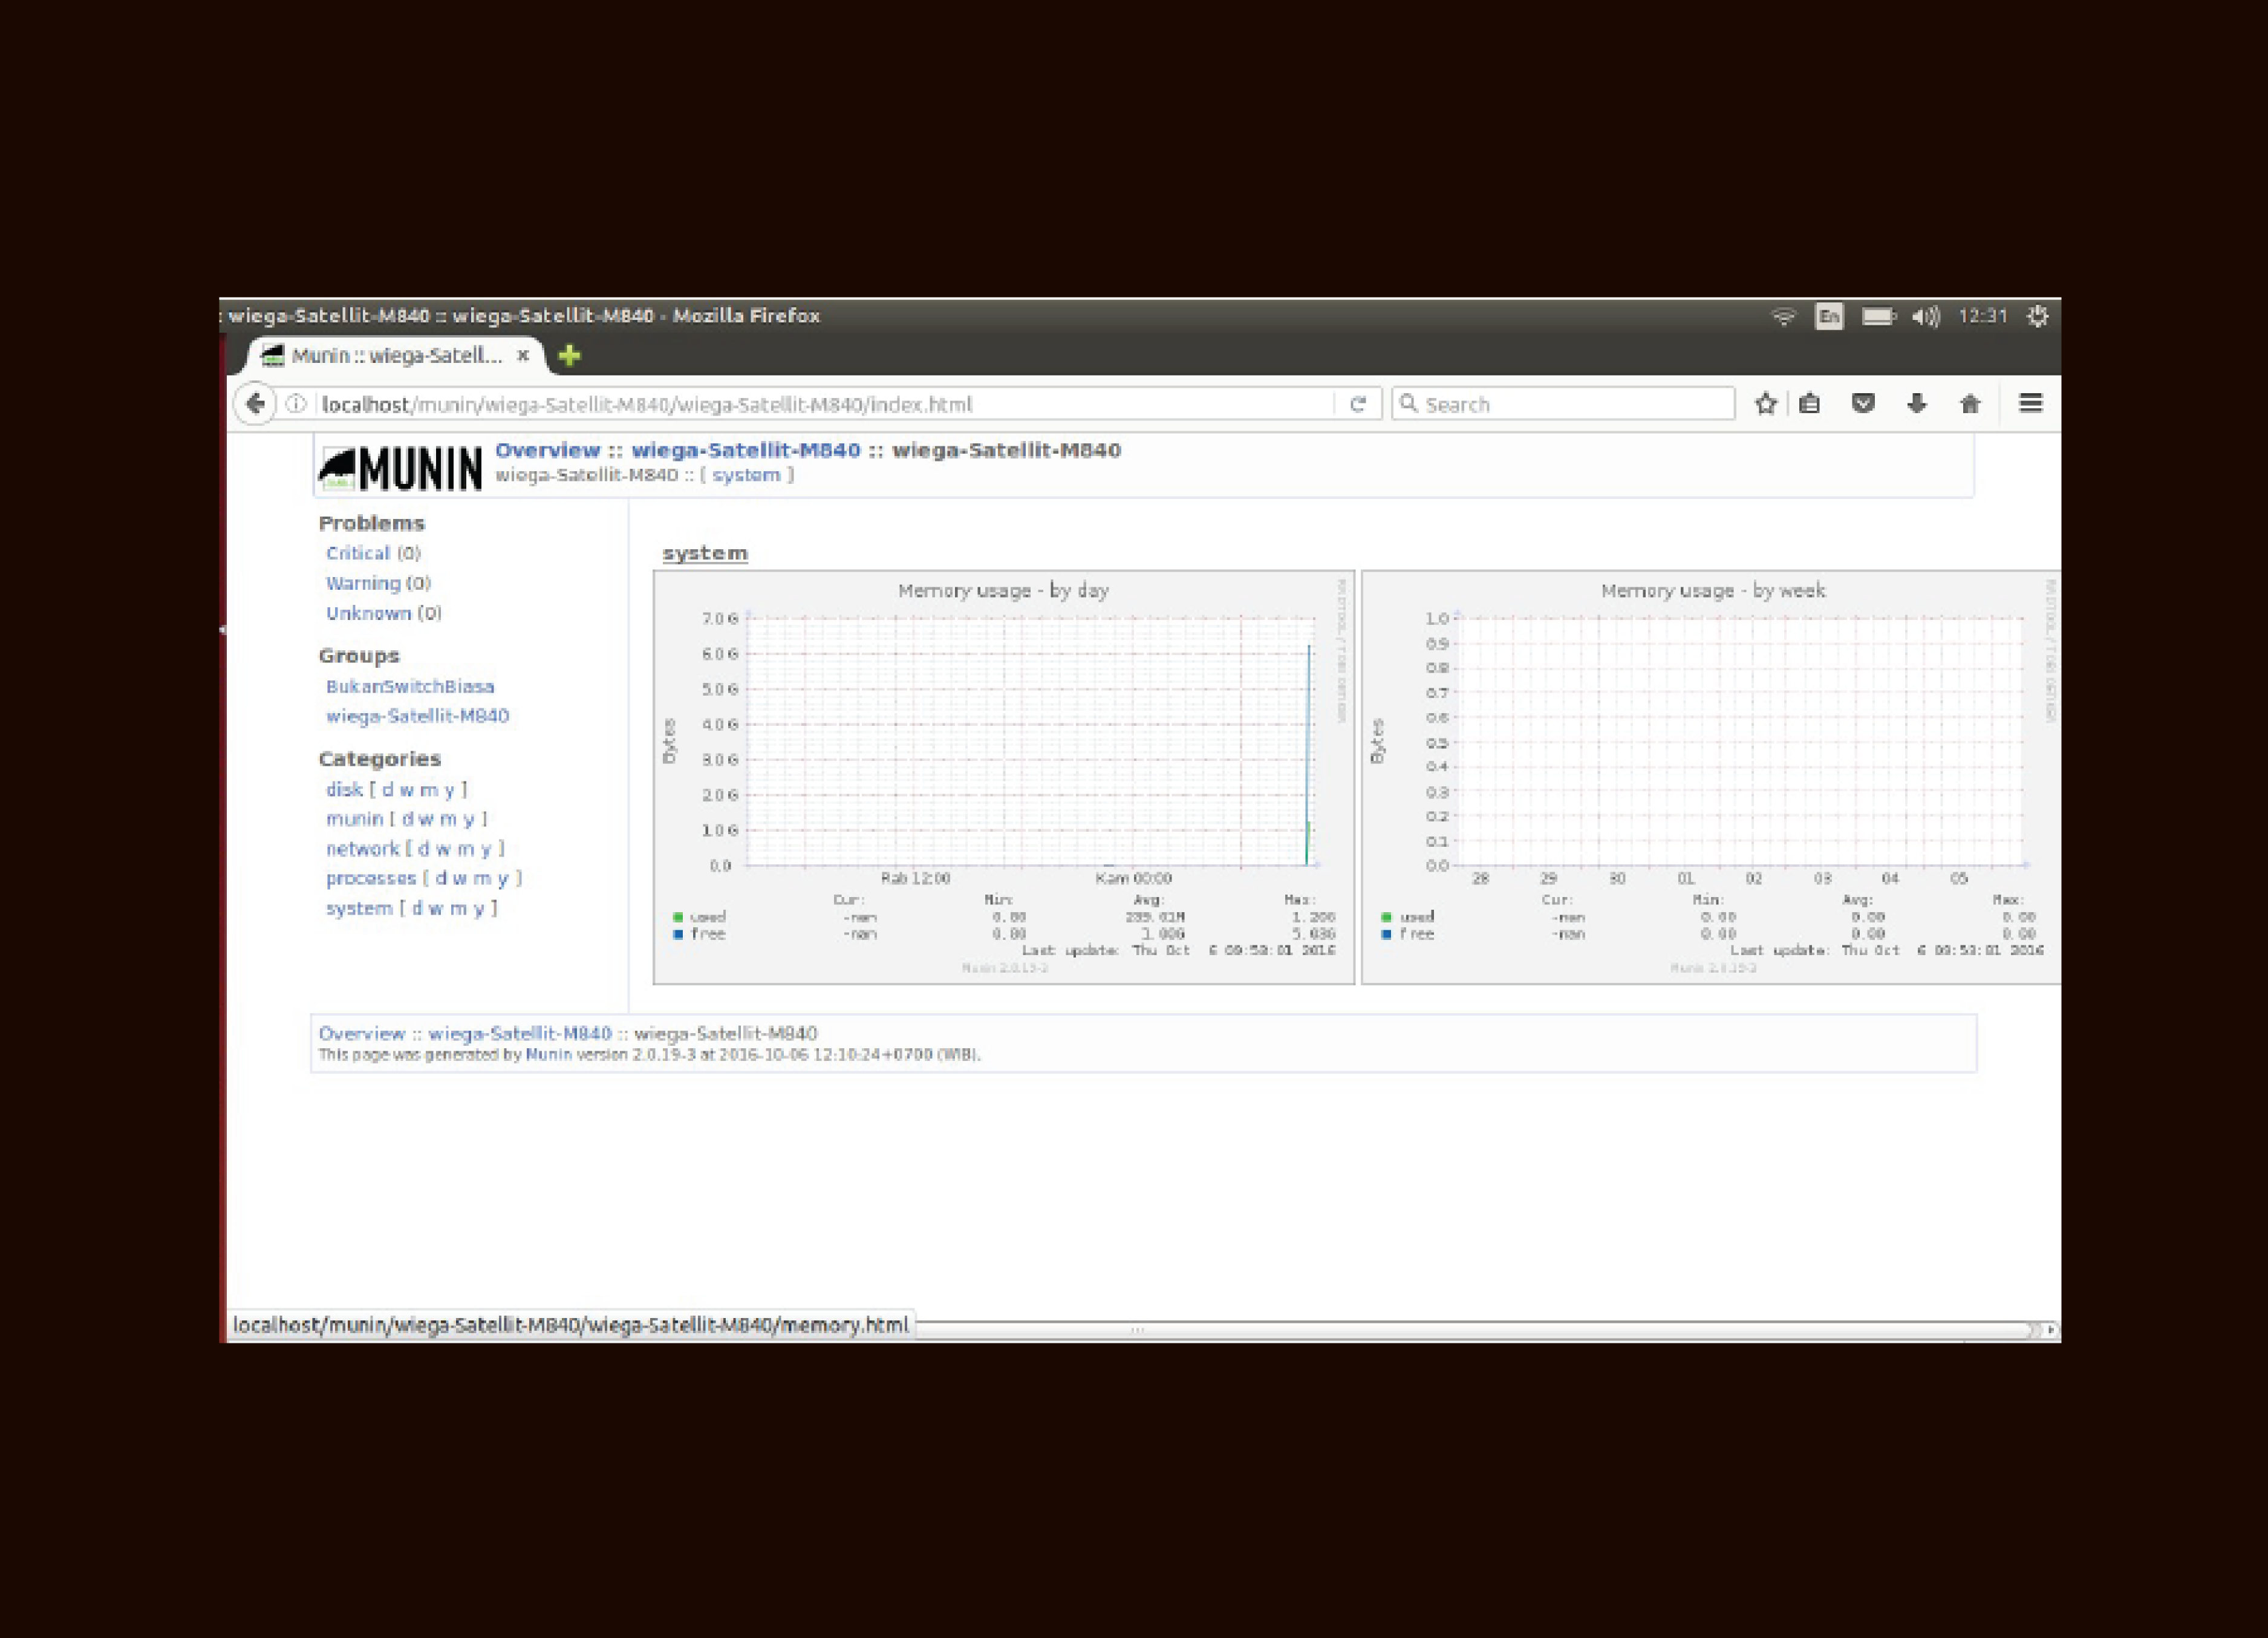 : wiega-Satellit-M840 :: wiega-Satellit-M840 - Mozilla Firefox
En
12:31
Munin :: wiega-Satell...
localhost/munin/wiega-Satellit-M840/wiega-Satellit-M840/index.html
Search
MUNIN
Overview :: wiega-Satellit-M840 :: wiega-Satellit-M840
wiega-Satellit-M840 :: [ system ]
Problems
Critical (0)
Warning (0)
Unknown (0)
Groups
BukanSwitchBiasa
wiega-Satellit-M840
Categories
disk [ d w m y ]
munin [ d w m y ]
network [ d w m y ]
processes [ d w m y ]
system [ d w m y ]
system
Memory usage - by day
Bytes
7.0 G
6.0 G
5.0 G
4.0 G
3.0 G
2.0 G
1.0 G
0.0
Rab 12:00 Kam 00:00
Cur: Min: Avg: Max:
used -nan 0.00
free -nan 0.00
Last update: Thu Oct 6 09:53:01 2016
Munin 2.0.19-3
Memory usage - by week
Bytes
1.0
0.9
0.8
0.7
0.6
0.5
0.4
0.3
0.2
0.1
0.0
28 29 30 01 02 03 04 05
Cur: Min: Avg: Max:
used -nan 0.00 0.00 0.00
free -nan 0.00 0.00 0.00
Last update: Thu Oct 6 09:53:01 2016
Munin 2.0.19-3
Overview :: wiega-Satellit-M840 :: wiega-Satellit-M840
This page was generated by Munin version 2.0.19-3 at 2016-10-06 12:10:24+0700 (WIB).
localhost/munin/wiega-Satellit-M840/wiega-Satellit-M840/memory.html